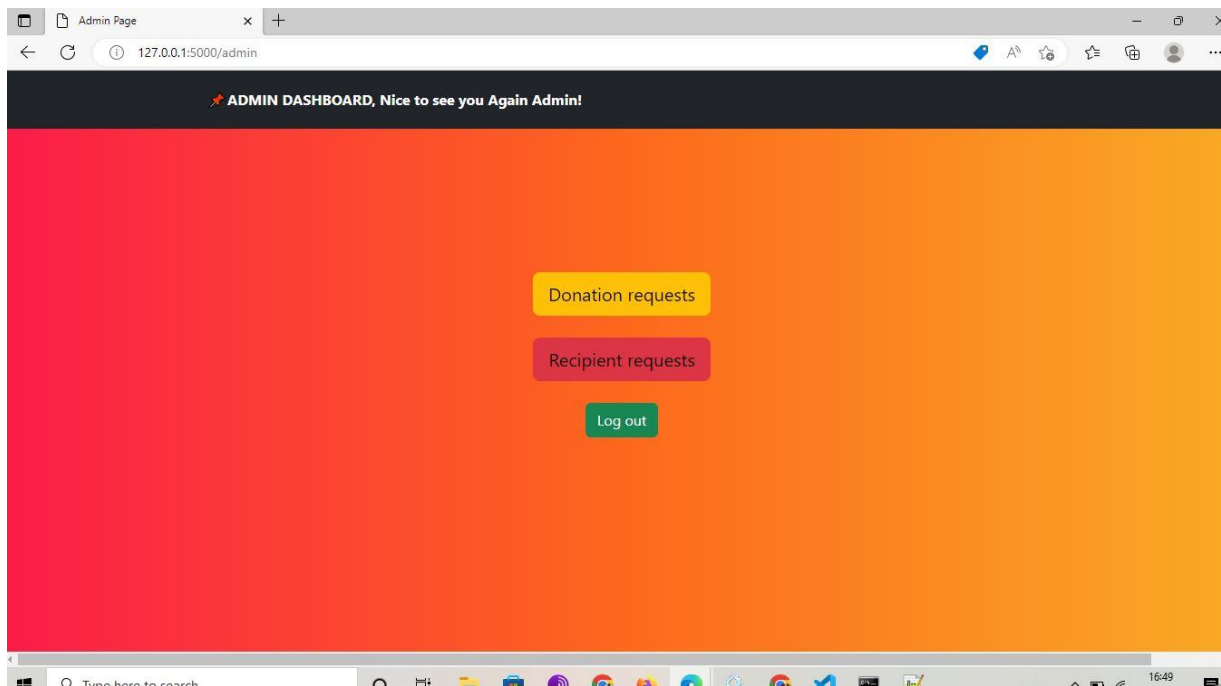 Admin Page
127.0.0.1:5000/admin
📌 ADMIN DASHBOARD, Nice to see you Again Admin!
Donation requests
Recipient requests
Log out
Type here to search
16:49